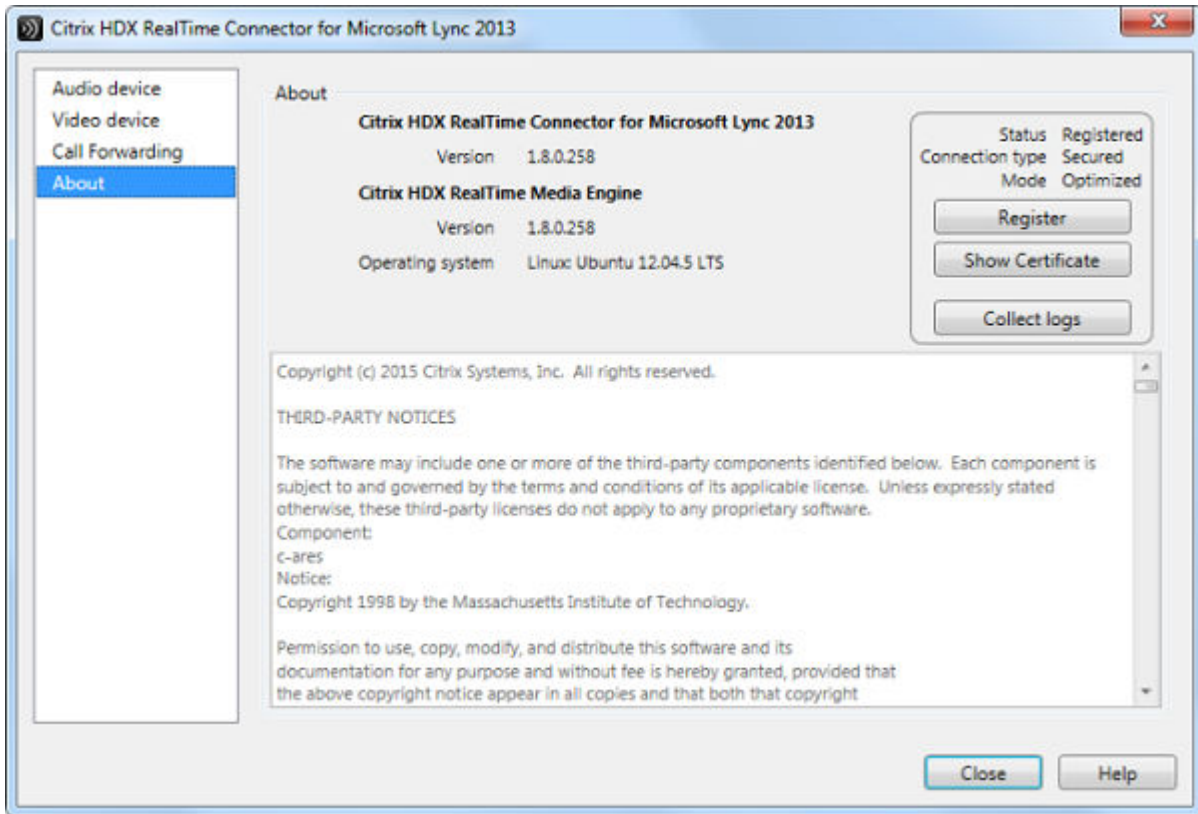 Citrix HDX RealTime Connector for Microsoft Lync 2013
Audio device
Video device
Call Forwarding
About
About
Citrix HDX RealTime Connector for Microsoft Lync 2013
Version 1.8.0.258
Citrix HDX RealTime Media Engine
Version 1.8.0.258
Operating system Linux: Ubuntu 12.04.5 LTS
Status Registered
Connection type Secured
Mode Optimized
Register
Show Certificate
Collect logs
Copyright (c) 2015 Citrix Systems, Inc. All rights reserved.
THIRD-PARTY NOTICES
The software may include one or more of the third-party components identified below. Each component is
subject to and governed by the terms and conditions of its applicable license. Unless expressly stated
otherwise, these third-party licenses do not apply to any proprietary software.
Component:
c-ares
Notice:
Copyright 1998 by the Massachusetts Institute of Technology.
Permission to use, copy, modify, and distribute this software and its
documentation for any purpose and without fee is hereby granted, provided that
the above copyright notice appear in all copies and that both that copyright
Close
Help